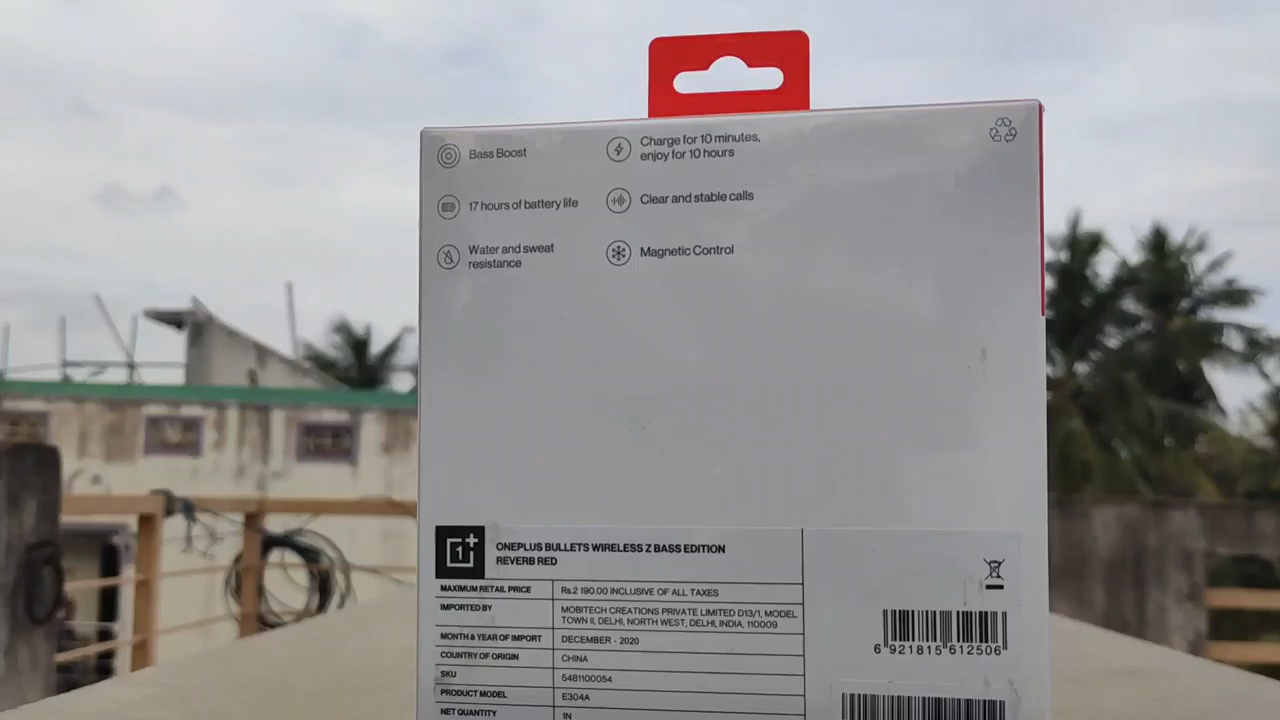 Bass Boost
Charge for 10 minutes,
enjoy for 10 hours
17 hours of battery life
Clear and stable calls
Water and sweat
resistance
Magnetic Control
ONEPLUS BULLETS WIRELESS Z BASS EDITION
REVERB RED
MAXIMUM RETAIL PRICE Rs.2 190.00 INCLUSIVE OF ALL TAXES
IMPORTED BY MOBITECH CREATIONS PRIVATE LIMITED D13/1, MODEL
TOWN II, DELHI, NORTH WEST, DELHI, INDIA, 110009
MONTH & YEAR OF IMPORT DECEMBER - 2020
COUNTRY OF ORIGIN CHINA
SKU 5481100054
PRODUCT MODEL E304A
NET QUANTITY 1N
6 921815 612506